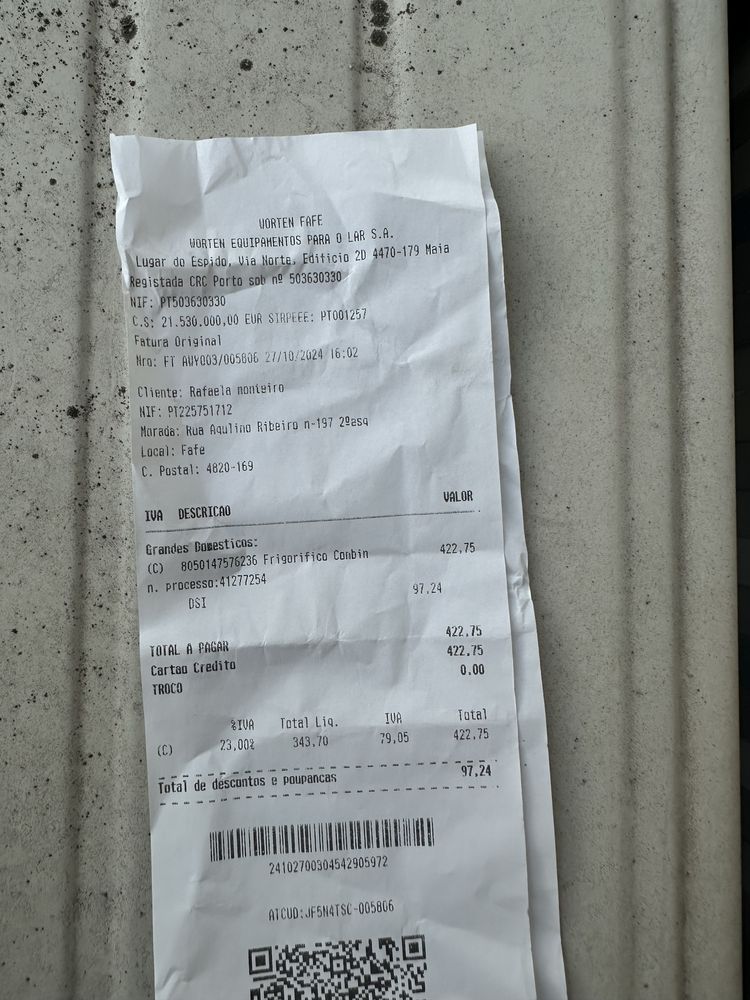 WORTEN FAFE
WORTEN EQUIPAMENTOS PARA O LAR S.A.
Lugar do Espido, Via Norte, Edificio 2D 4470-179 Maia
Registada CRC Porto sob nº 503630330
NIF: PT503630330
C.S: 21.530.000,00 EUR SIRPEEE: PT001257
Fatura Original
Nro: FT AWY003/005806 27/10/2024 16:02
Cliente: Rafaela monteiro
NIF: PT225751712
Morada: Rua Aqulino Ribeiro n-197 2ºesq
Local: Fafe
C. Postal: 4820-169
IVA DESCRICAO VALOR
Grandes Domesticos:
(C) 8050147576236 Frigorifico Combin 422,75
n. processo:41277254
DSI 97.24
TOTAL A PAGAR 422,75
Cartao Credito 422,75
TROCO 0.00
%IVA Total Liq. IVA Total
(C) 23,00% 343,70 79,05 422,75
Total de descontos e poupancas 97,24
24102700304542905972
ATCUD:JF5N4TSC-005806